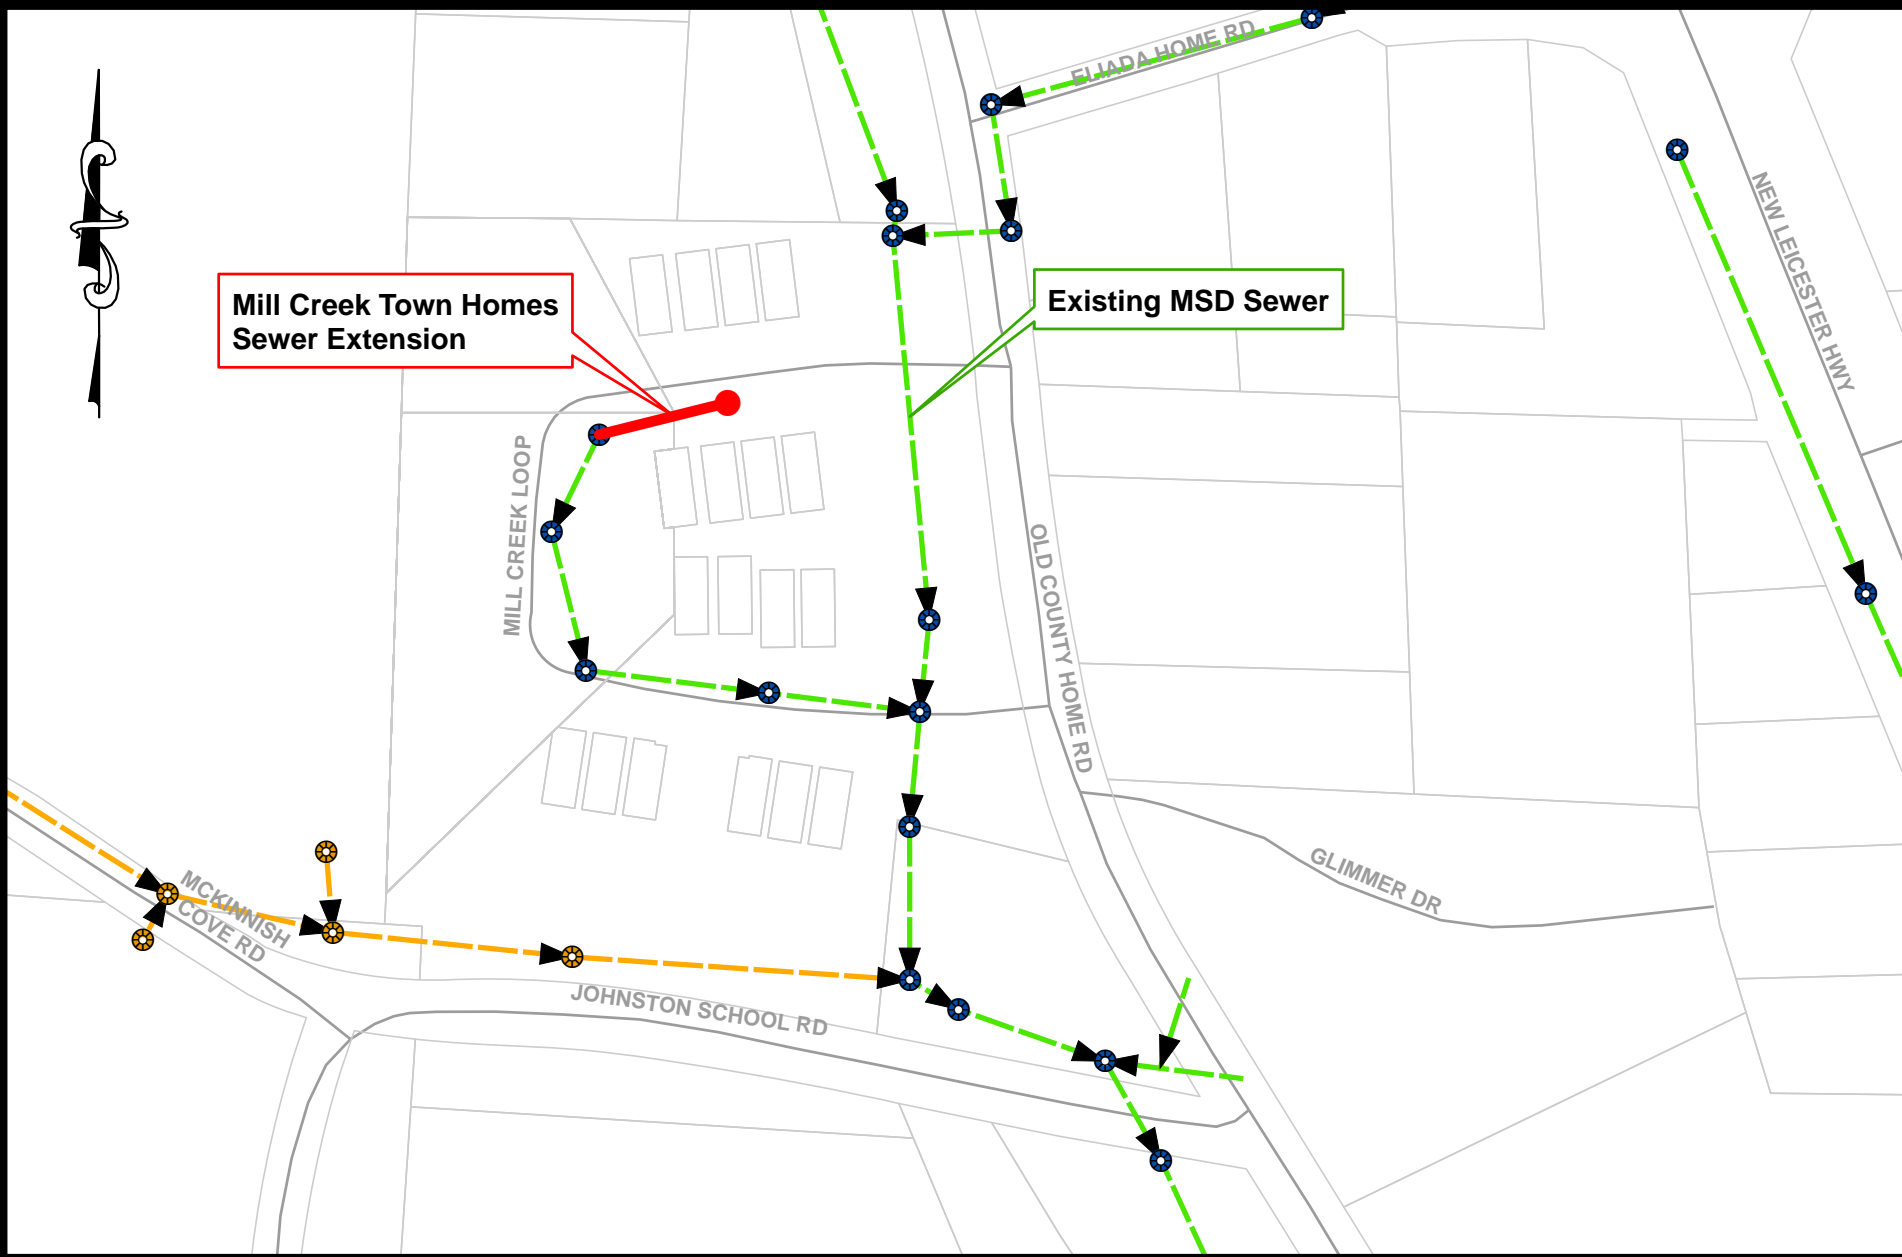 ELIADA HOME RD
NEW LEICESTER HWY
Mill Creek Town Homes
Sewer Extension
Existing MSD Sewer
MILL CREEK LOOP
OLD COUNTY HOME RD
GLIMMER DR
MCKINNISH
COVE RD
JOHNSTON SCHOOL RD